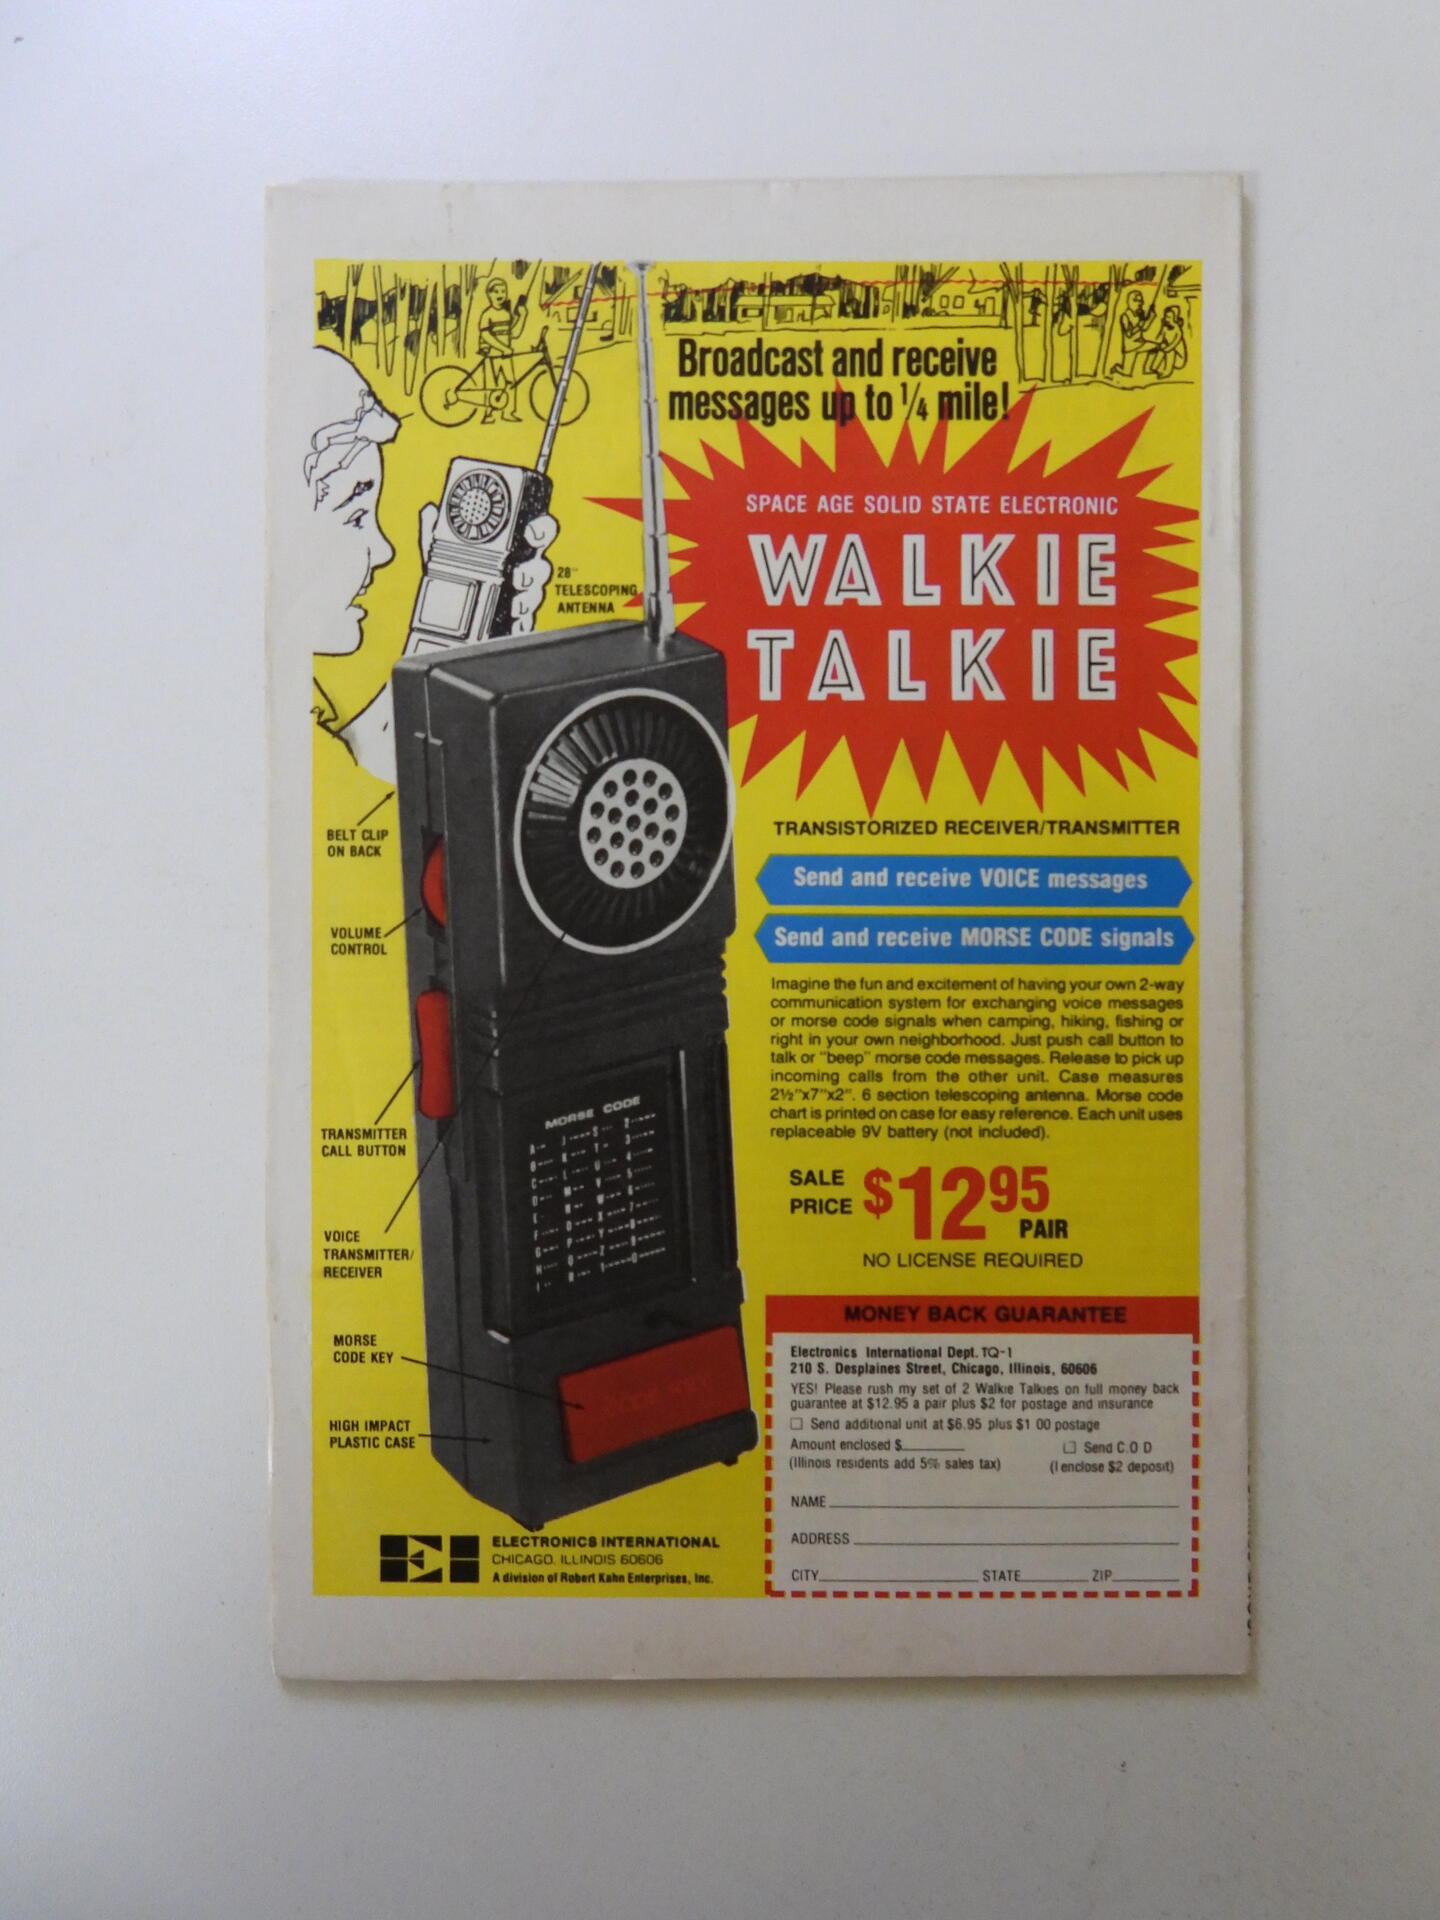 Broadcast and receive
messages up to 1/4 mile!
SPACE AGE SOLID STATE ELECTRONIC
WALKIE
TALKIE
28"
TELESCOPING
ANTENNA
BELT CLIP
ON BACK
VOLUME
CONTROL
TRANSMITTER
CALL BUTTON
VOICE
TRANSMITTER/
RECEIVER
MORSE
CODE KEY
HIGH IMPACT
PLASTIC CASE
MORSE CODE
TRANSISTORIZED RECEIVER/TRANSMITTER
Send and receive VOICE messages
Send and receive MORSE CODE signals
Imagine the fun and excitement of having your own 2-way
communication system for exchanging voice messages
or morse code signals when camping, hiking, fishing or
right in your own neighborhood. Just push call button to
talk or "beep" morse code messages. Release to pick up
incoming calls from the other unit. Case measures
2½"x7"x2". 6 section telescoping antenna. Morse code
chart is printed on case for easy reference. Each unit uses
replaceable 9V battery (not included).
SALE
PRICE $12 95
PAIR
NO LICENSE REQUIRED
MONEY BACK GUARANTEE
Electronics International Dept. TQ-1
210 S. Desplaines Street, Chicago, Illinois, 60606
YES! Please rush my set of 2 Walkie Talkies on full money back
guarantee at $12.95 a pair plus $2 for postage and insurance
☐ Send additional unit at $6.95 plus $1 00 postage
Amount enclosed $______ ☐ Send C.O D
(Illinois residents add 5% sales tax) (I enclose $2 deposit)
NAME
ADDRESS
CITY STATE ZIP
EI
ELECTRONICS INTERNATIONAL
CHICAGO, ILLINOIS 60606
A division of Robert Kahn Enterprises, Inc.